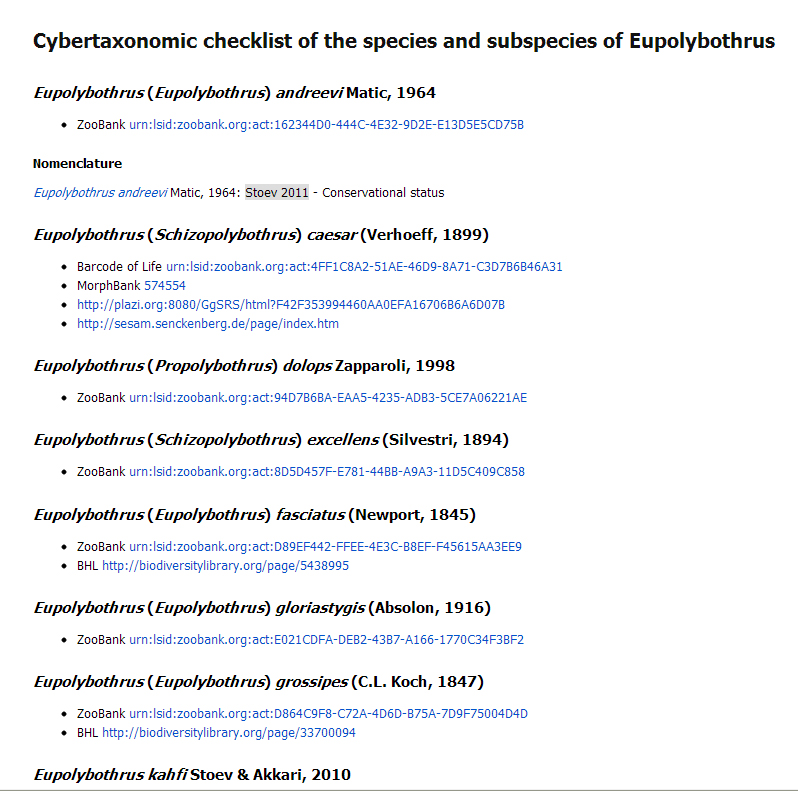 Cybertaxonomic checklist of the species and subspecies of Eupolybothrus
Eupolybothrus (Eupolybothrus) andreevi Matic, 1964
• ZooBank urn:lsid:zoobank.org:act:162344D0-444C-4E32-9D2E-E13D5E5CD75B
Nomenclature
Eupolybothrus andreevi Matic, 1964: Stoev 2011 - Conservational status
Eupolybothrus (Schizopolybothrus) caesar (Verhoeff, 1899)
• Barcode of Life urn:lsid:zoobank.org:act:4FF1C8A2-51AE-46D9-8A71-C3D7B6B46A31
• MorphBank 574554
• http://plazi.org:8080/GgSRS/html?F42F353994460AA0EFA16706B6A6D07B
• http://sesam.senckenberg.de/page/index.htm
Eupolybothrus (Propolybothrus) dolops Zapparoli, 1998
• ZooBank urn:lsid:zoobank.org:act:94D7B6BA-EAA5-4235-ADB3-5CE7A06221AE
Eupolybothrus (Schizopolybothrus) excellens (Silvestri, 1894)
• ZooBank urn:lsid:zoobank.org:act:8D5D457F-E781-44BB-A9A3-11D5C409C858
Eupolybothrus (Eupolybothrus) fasciatus (Newport, 1845)
• ZooBank urn:lsid:zoobank.org:act:D89EF442-FFEE-4E3C-B8EF-F45615AA3EE9
• BHL http://biodiversitylibrary.org/page/5438995
Eupolybothrus (Eupolybothrus) gloriastygis (Absolon, 1916)
• ZooBank urn:lsid:zoobank.org:act:E021CDFA-DEB2-43B7-A166-1770C34F3BF2
Eupolybothrus (Eupolybothrus) grossipes (C.L. Koch, 1847)
• ZooBank urn:lsid:zoobank.org:act:D864C9F8-C72A-4D6D-B75A-7D9F75004D4D
• BHL http://biodiversitylibrary.org/page/33700094
Eupolybothrus kahfi Stoev & Akkari, 2010